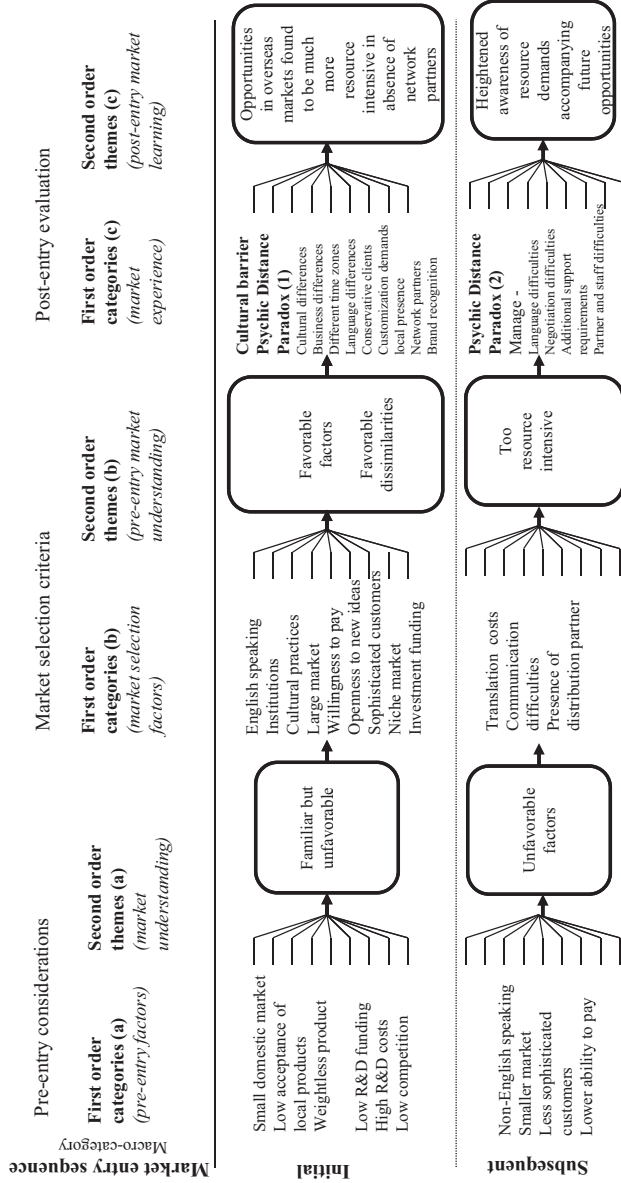 Pre-entry considerations
Market selection criteria
Post-entry evaluation
Market entry sequence
Macro-category
First order
categories (a)
(pre-entry factors)
Second order
themes (a)
(market
understanding)
First order
categories (b)
(market selection
factors)
Second order
themes (b)
(pre-entry market
understanding)
First order
categories (c)
(market
experience)
Second order
themes (c)
(post-entry market
learning)
Initial
Small domestic market
Low acceptance of
local products
Weightless product
Low R&D funding
High R&D costs
Low competition
Familiar but
unfavorable
English speaking
Institutions
Cultural practices
Large market
Willingness to pay
Openness to new ideas
Sophisticated customers
Niche market
Investment funding
Favorable
factors
Favorable
dissimilarities
Cultural barrier
Psychic Distance
Paradox (1)
Cultural differences
Business differences
Different time zones
Language differences
Conservative clients
Customization demands
local presence
Network partners
Brand recognition
Opportunities
in overseas
markets found
to be much
more
resource
intensive in
absence of
network
partners
Subsequent
Non-English speaking
Smaller market
Less sophisticated
customers
Lower ability to pay
Unfavorable
factors
Translation costs
Communication
difficulties
Presence of
distribution partner
Too
resource
intensive
Psychic Distance
Paradox (2)
Manage -
Language difficulties
Negotiation difficulties
Additional support
requirements
Partner and staff difficulties
Heightened
awareness of
resource
demands
accompanying
future
opportunities